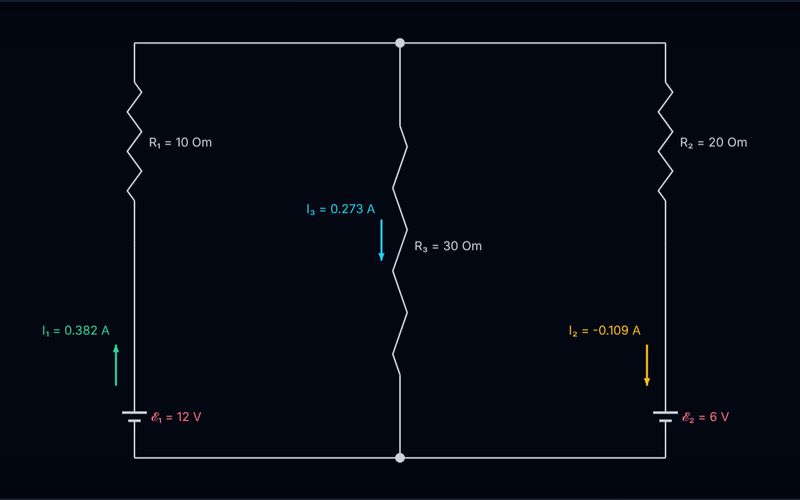 R₁ = 10 Om
R₂ = 20 Om
I₃ = 0.273 A
R₃ = 30 Om
I₁ = 0.382 A
I₂ = -0.109 A
ℰ₁ = 12 V
ℰ₂ = 6 V